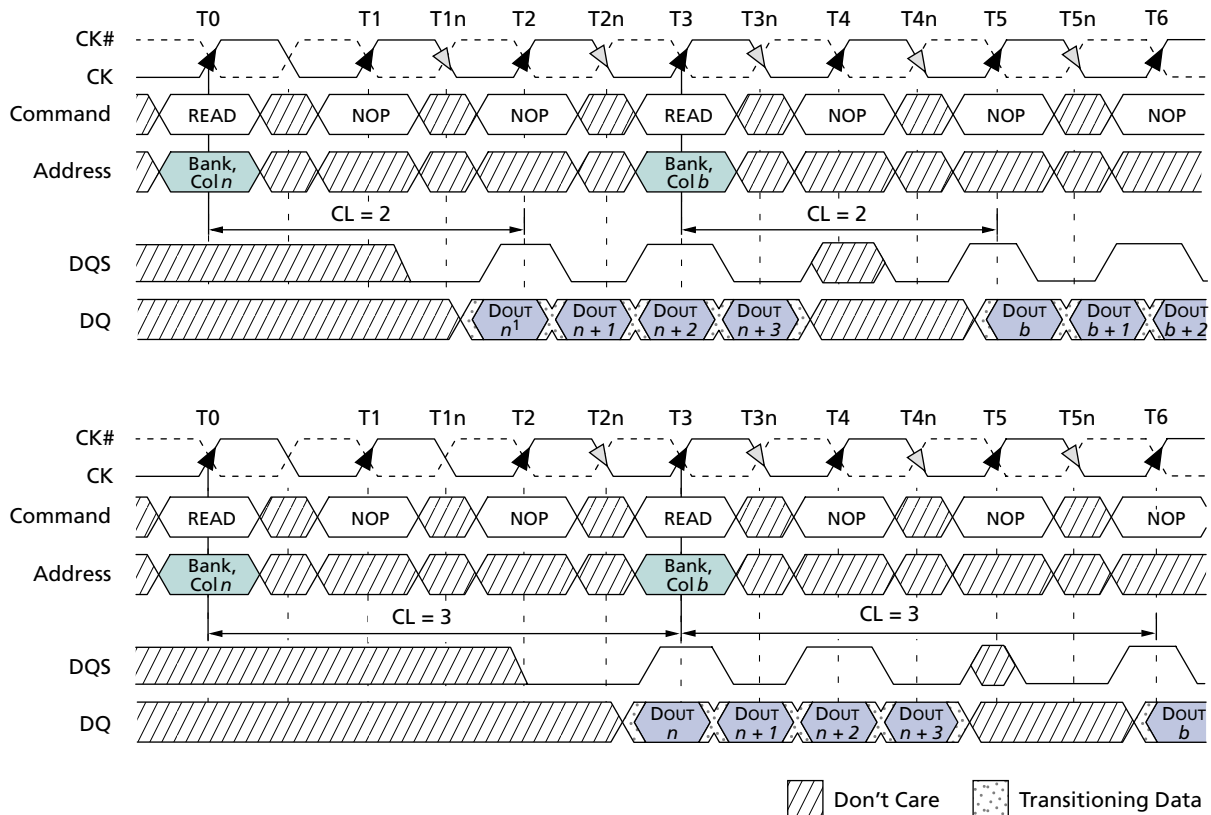 T0 T1 T1n T2 T2n T3 T3n T4 T4n T5 T5n T6
CK#
CK
Command READ NOP NOP READ NOP NOP NOP
Address Bank, Col n Bank, Col b
CL = 2 CL = 2
DQS
DQ DOUT n¹ DOUT n + 1 DOUT n + 2 DOUT n + 3 DOUT b DOUT b + 1 DOUT b + 2
T0 T1 T1n T2 T2n T3 T3n T4 T4n T5 T5n T6
CK#
CK
Command READ NOP NOP READ NOP NOP NOP
Address Bank, Col n Bank, Col b
CL = 3 CL = 3
DQS
DQ DOUT n DOUT n + 1 DOUT n + 2 DOUT n + 3 DOUT b
Don't Care Transitioning Data